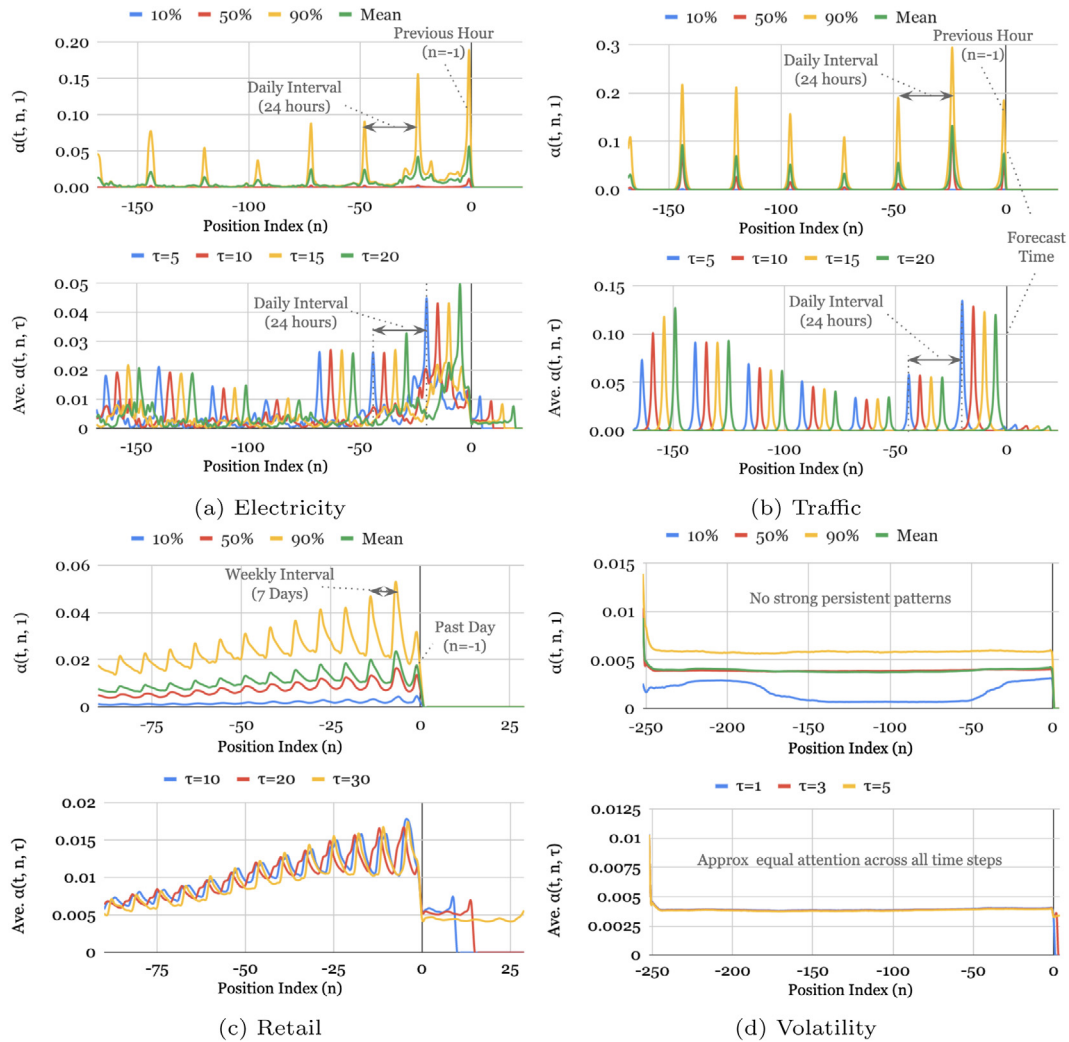 10% 50% 90% Mean
0.20
0.15
0.10
0.05
0.00
α(t, n, 1)
Previous Hour
(n=-1)
Daily Interval
(24 hours)
-150 -100 -50 0
Position Index (n)
τ=5 τ=10 τ=15 τ=20
0.05
0.04
0.03
0.02
0.01
0
Ave. α(t, n, τ)
Daily Interval
(24 hours)
-150 -100 -50 0
Position Index (n)
(a) Electricity
10% 50% 90% Mean
0.3
0.2
0.1
0.0
α(t, n, 1)
Previous Hour
(n=-1)
Daily Interval
(24 hours)
-150 -100 -50 0
Position Index (n)
Forecast
Time
τ=5 τ=10 τ=15 τ=20
0.15
0.10
0.05
0.00
Ave. α(t, n, τ)
Daily Interval
(24 hours)
-150 -100 -50 0
Position Index (n)
(b) Traffic
10% 50% 90% Mean
0.06
0.04
0.02
0
α(t, n, 1)
Weekly Interval
(7 Days)
Past Day
(n=-1)
-75 -50 -25 0 25
Position Index (n)
τ=10 τ=20 τ=30
0.02
0.015
0.01
0.005
0
Ave. α(t, n, τ)
-75 -50 -25 0 25
Position Index (n)
(c) Retail
10% 50% 90% Mean
0.015
0.01
0.005
0
α(t, n, 1)
No strong persistent patterns
-250 -200 -150 -100 -50 0
Position Index (n)
τ=1 τ=3 τ=5
0.0125
0.01
0.0075
0.005
0.0025
0
Ave. α(t, n, τ)
Approx equal attention across all time steps
-250 -200 -150 -100 -50 0
Position Index (n)
(d) Volatility